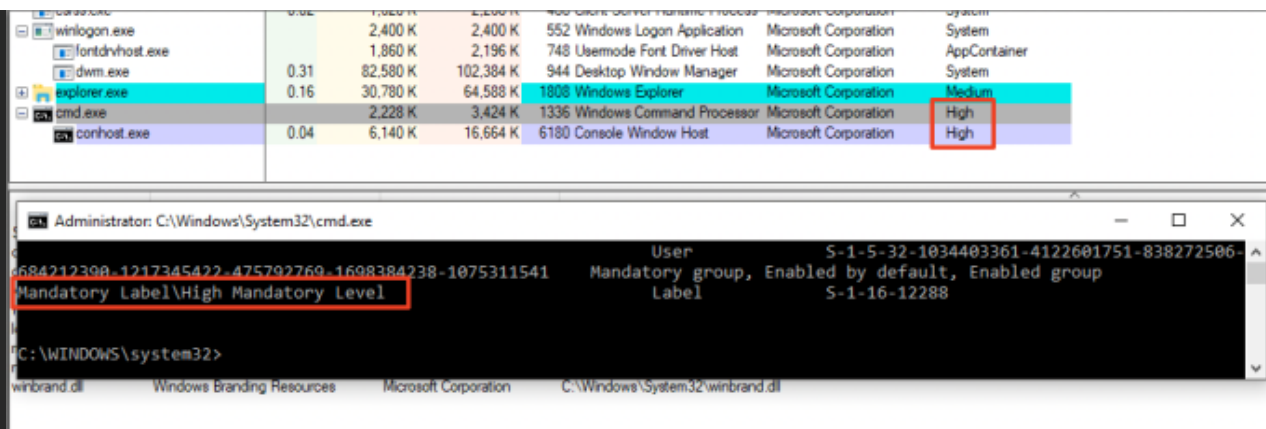 winlogon.exe 2,400 K 2,400 K 552 Windows Logon Application Microsoft Corporation System
fontdrvhost.exe 1,860 K 2,196 K 748 Usermode Font Driver Host Microsoft Corporation AppContainer
dwm.exe 0.31 82,580 K 102,384 K 944 Desktop Window Manager Microsoft Corporation System
explorer.exe 0.16 30,780 K 64,588 K 1808 Windows Explorer Microsoft Corporation Medium
cmd.exe 2,228 K 3,424 K 1336 Windows Command Processor Microsoft Corporation High
conhost.exe 0.04 6,140 K 16,664 K 6180 Console Window Host Microsoft Corporation High
Administrator: C:\Windows\System32\cmd.exe
User S-1-5-32-1034403361-4122601751-838272506-
684212390-1217345422-475792769-1698384238-1075311541 Mandatory group, Enabled by default, Enabled group
Mandatory Label\High Mandatory Level Label S-1-16-12288
C:\WINDOWS\system32>
winbrand.dll Windows Branding Resources Microsoft Corporation C:\Windows\System32\winbrand.dll